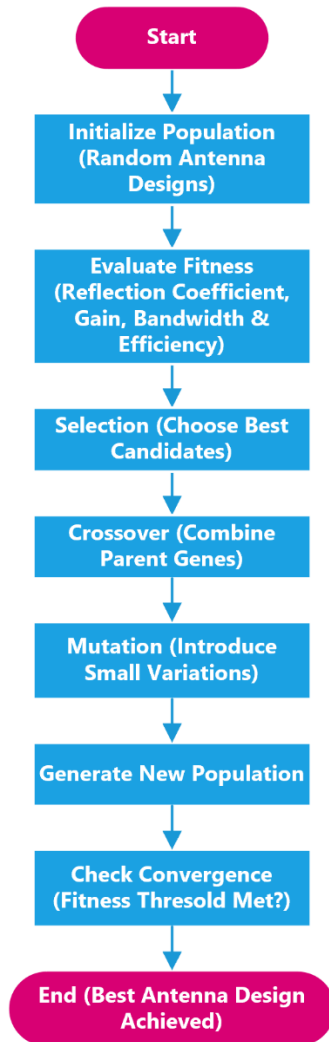 Start
Initialize Population
(Random Antenna
Designs)
Evaluate Fitness
(Reflection Coefficient,
Gain, Bandwidth &
Efficiency)
Selection (Choose Best
Candidates)
Crossover (Combine
Parent Genes)
Mutation (Introduce
Small Variations)
Generate New Population
Check Convergence
(Fitness Thresold Met?)
End (Best Antenna Design
Achieved)